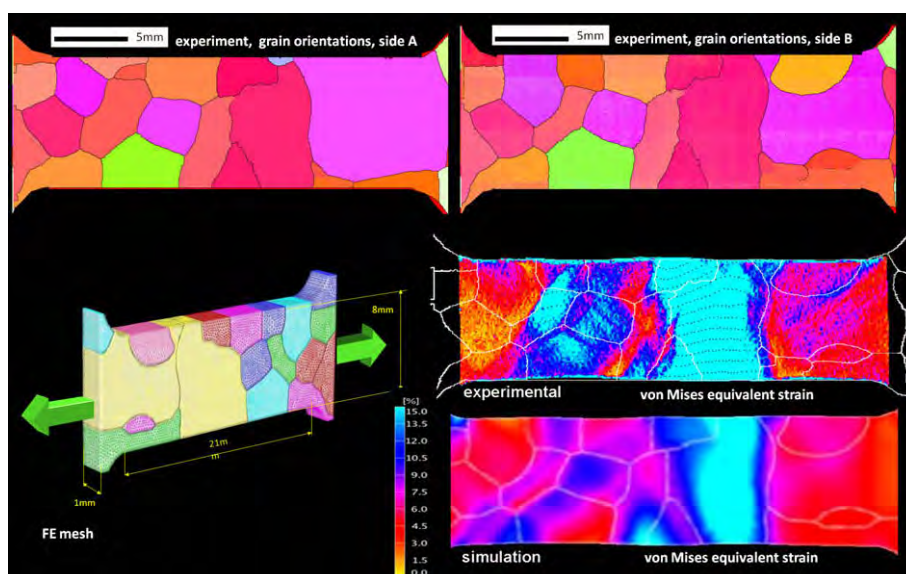 5mm
experiment, grain orientations, side A
5mm
experiment, grain orientations, side B
8mm
21m
m
1mm
FE mesh
[%]
15.0
13.5
12.0
10.5
9.0
7.5
6.0
4.5
3.0
1.5
0.0
experimental
von Mises equivalent strain
simulation
von Mises equivalent strain